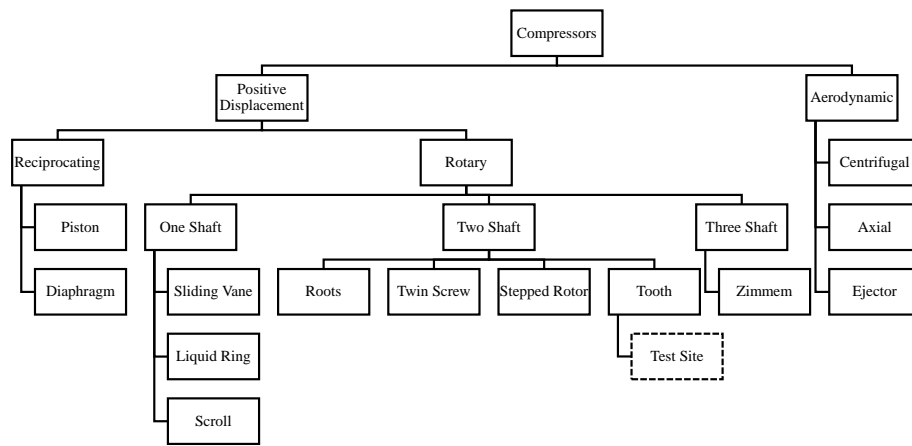 Compressors
Positive
Displacement
Aerodynamic
Reciprocating
Rotary
Centrifugal
Piston
One Shaft
Two Shaft
Three Shaft
Axial
Diaphragm
Sliding Vane
Roots
Twin Screw
Stepped Rotor
Tooth
Zimmem
Ejector
Liquid Ring
Test Site
Scroll